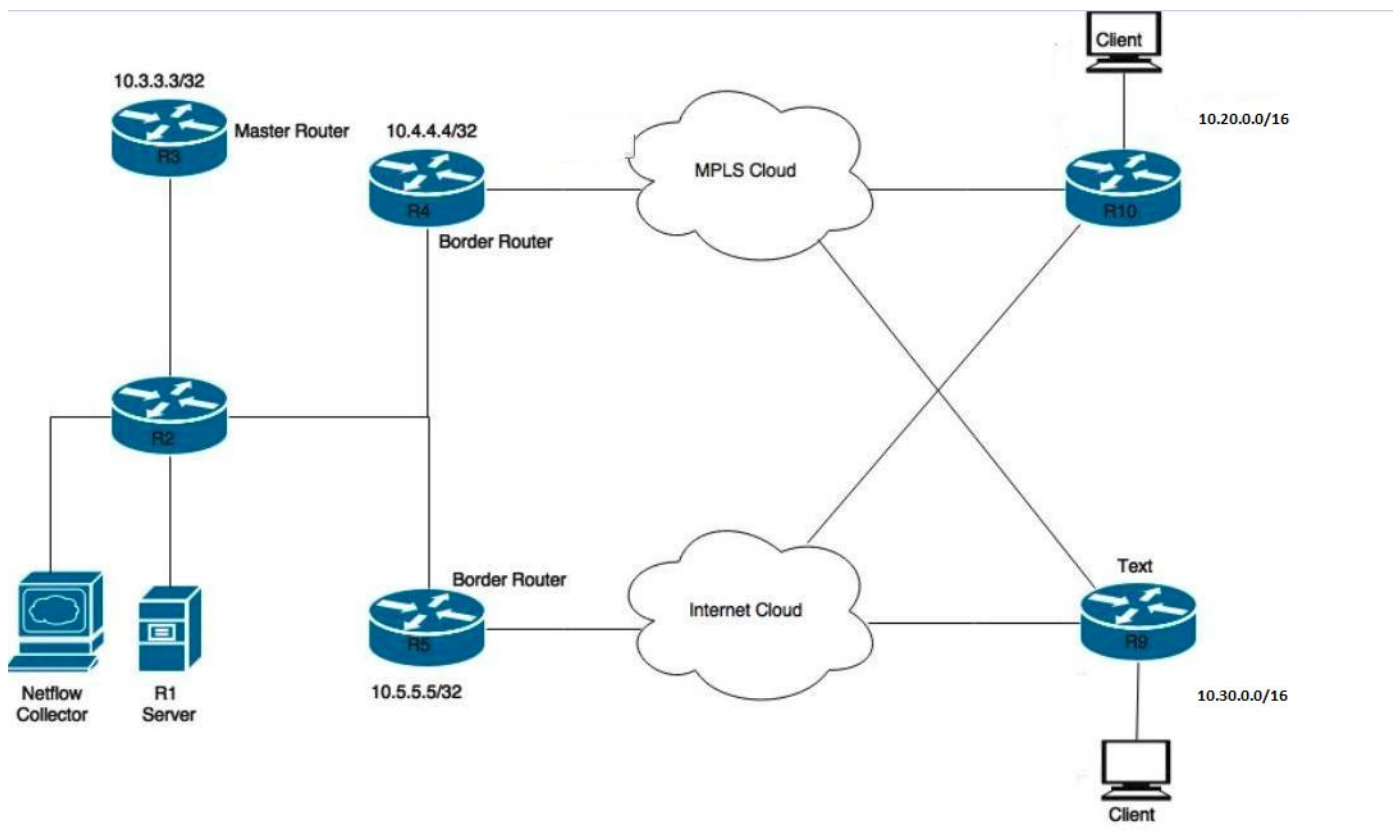 Client
10.3.3.3/32
10.20.0.0/16
Master Router
10.4.4.4/32
R3
MPLS Cloud
R4
R10
Border Router
R2
Border Router
Text
Internet Cloud
R5
R9
10.5.5.5/32
10.30.0.0/16
Netflow
Collector
R1
Server
Client